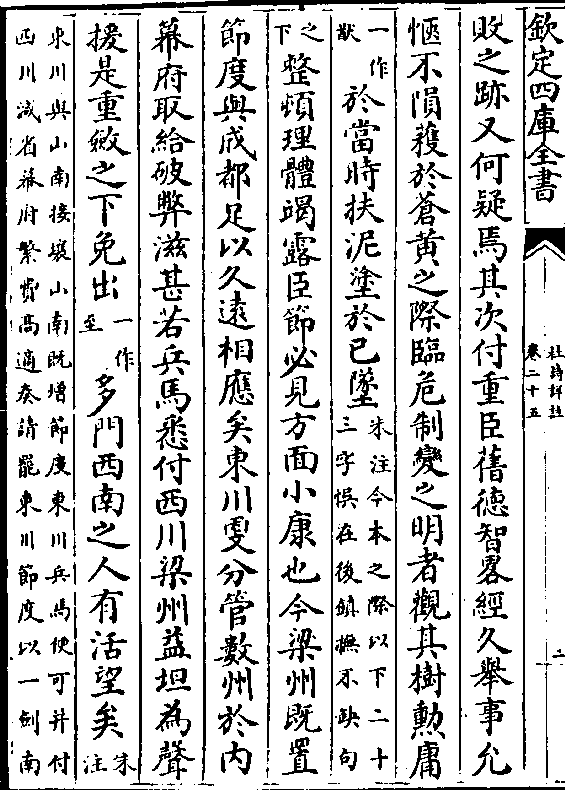 欽定四庫全書
杜詩詳註
卷二十五
二
敗之跡又何疑焉其次付重臣舊德智畧經久舉事允
愜不隕穫於蒼黄之際臨危制變之明者觀其樹勲庸
一作猷
於當時扶泥塗於已墜
朱注今本之際以下二十
三字悞在後鎮撫不缺句
之下
整頓理體竭露臣節必見方面小康也今梁州既置
節度與成都足以久遠相應矣東川更分管數州於内
幕府取給破弊滋甚若兵馬悉付西川梁州益坦為聲
援是重斂之下免出
一作至
多門西南之人有活望矣
朱注
東川與山南接壤山南既增節度東川兵馬便可并付
西川減省幕府繁費高適奏請罷東川節度以一劍南